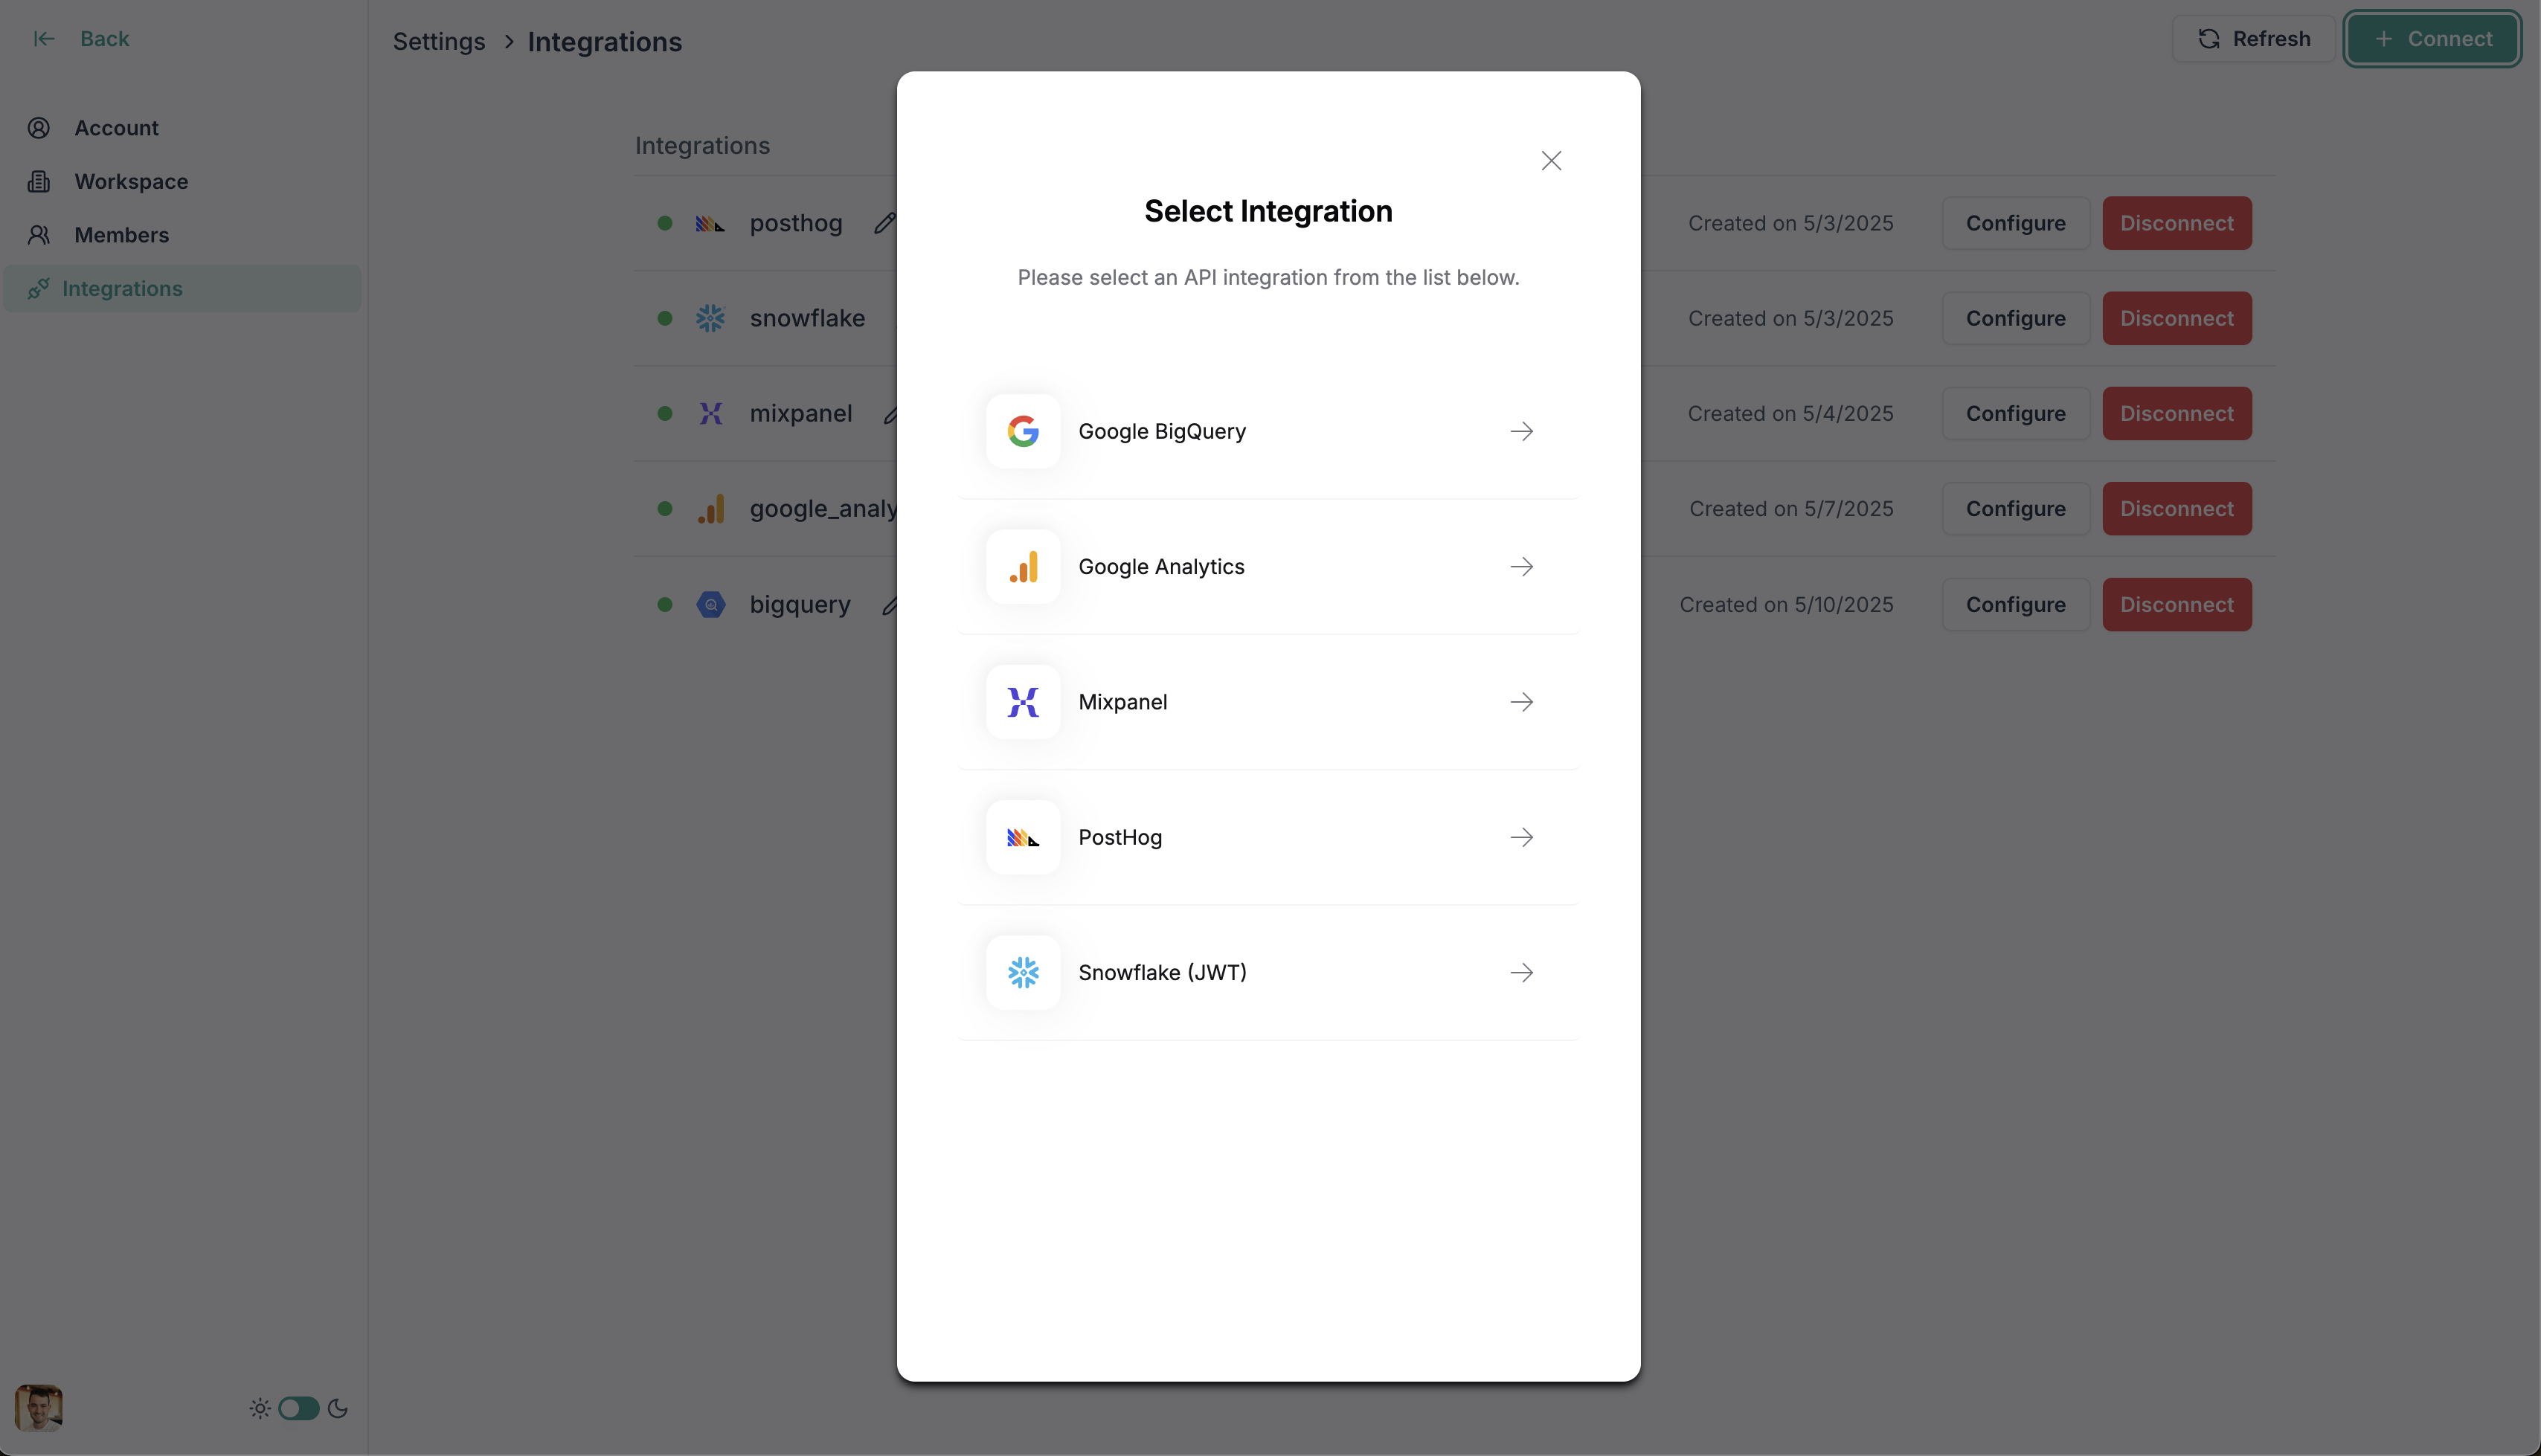 Back
Settings > Integrations
Refresh
+ Connect
Account
Workspace
Members
Integrations
Integrations
posthog
Created on 5/3/2025 Configure Disconnect
snowflake
Created on 5/3/2025 Configure Disconnect
mixpanel
Created on 5/4/2025 Configure Disconnect
google_analy
Created on 5/7/2025 Configure Disconnect
bigquery
Created on 5/10/2025 Configure Disconnect
Select Integration
Please select an API integration from the list below.
Google BigQuery
Google Analytics
Mixpanel
PostHog
Snowflake (JWT)